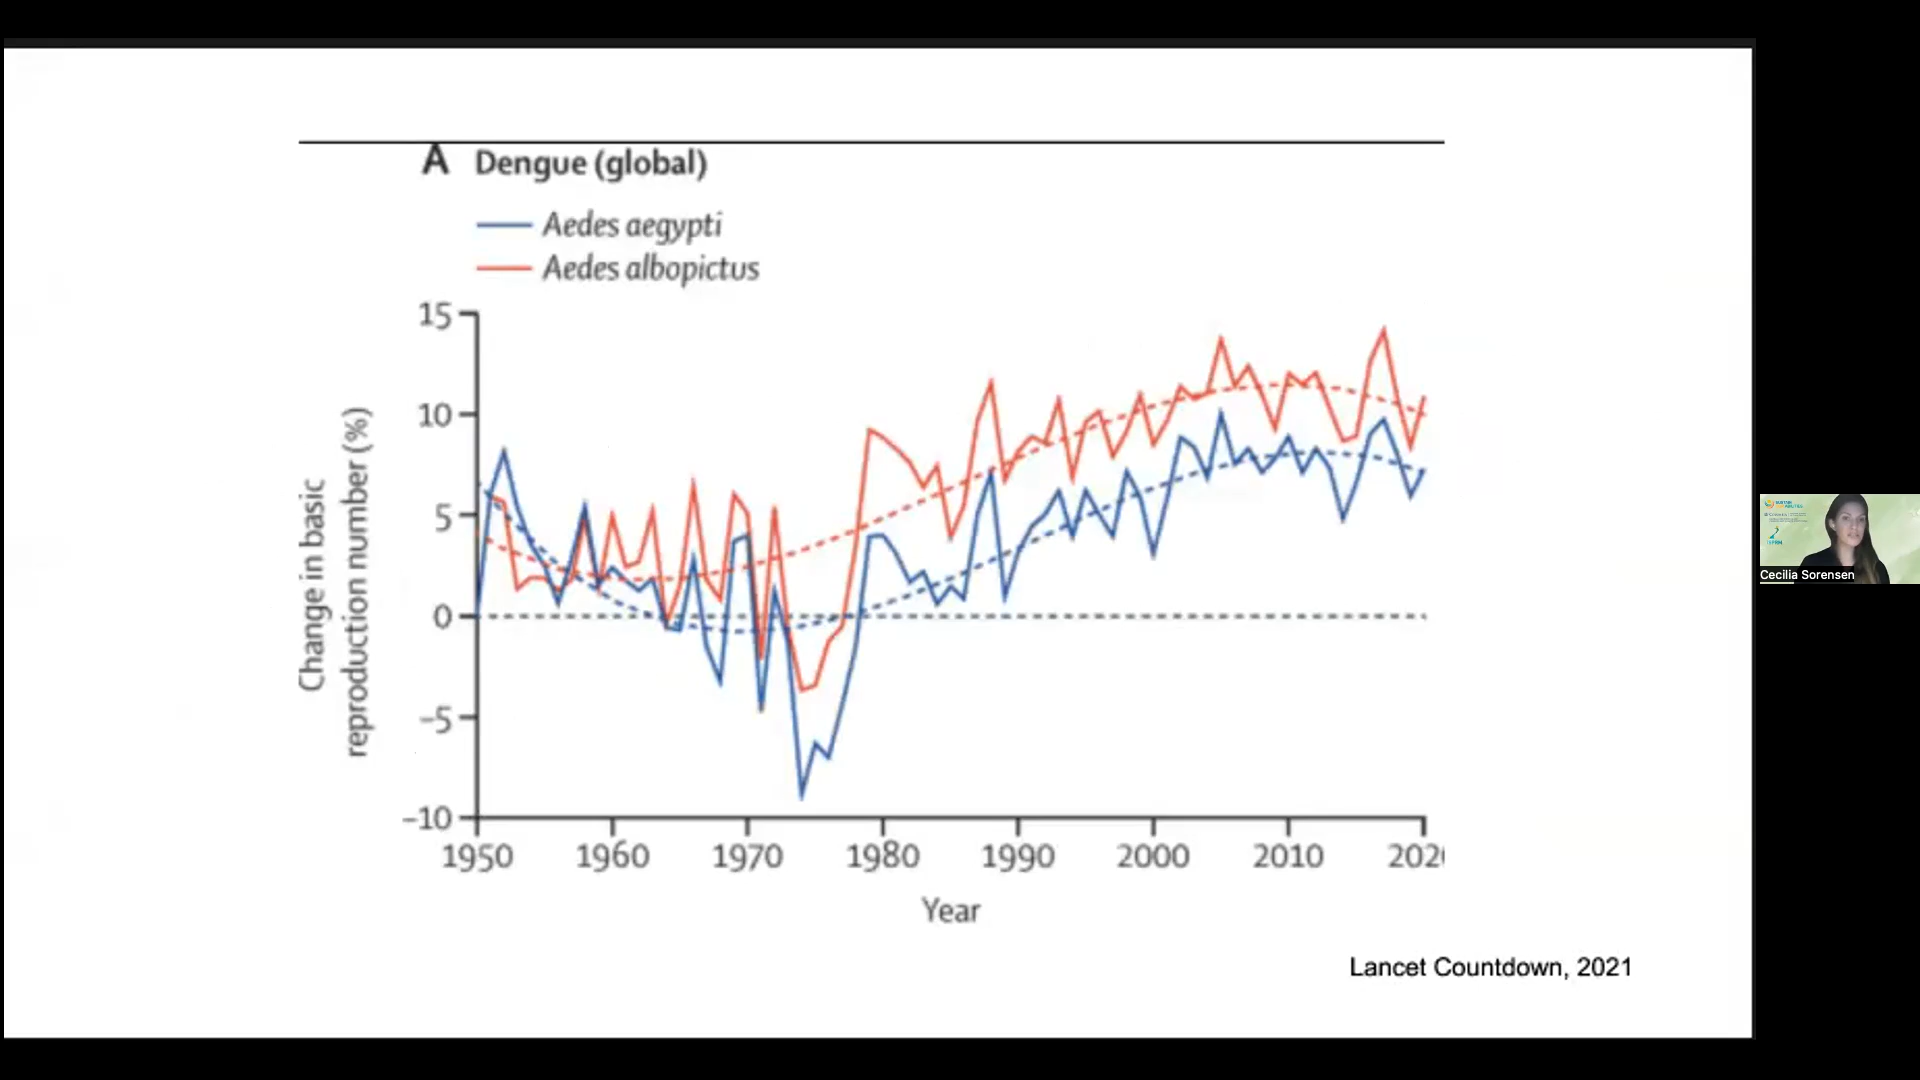 A Dengue (global)
Aedes aegypti
Aedes albopictus
15
10
5
0
–5
–10
Change in basic
reproduction number (%)
1950 1960 1970 1980 1990 2000 2010 202
Year
Lancet Countdown, 2021
Cecilia Sorensen